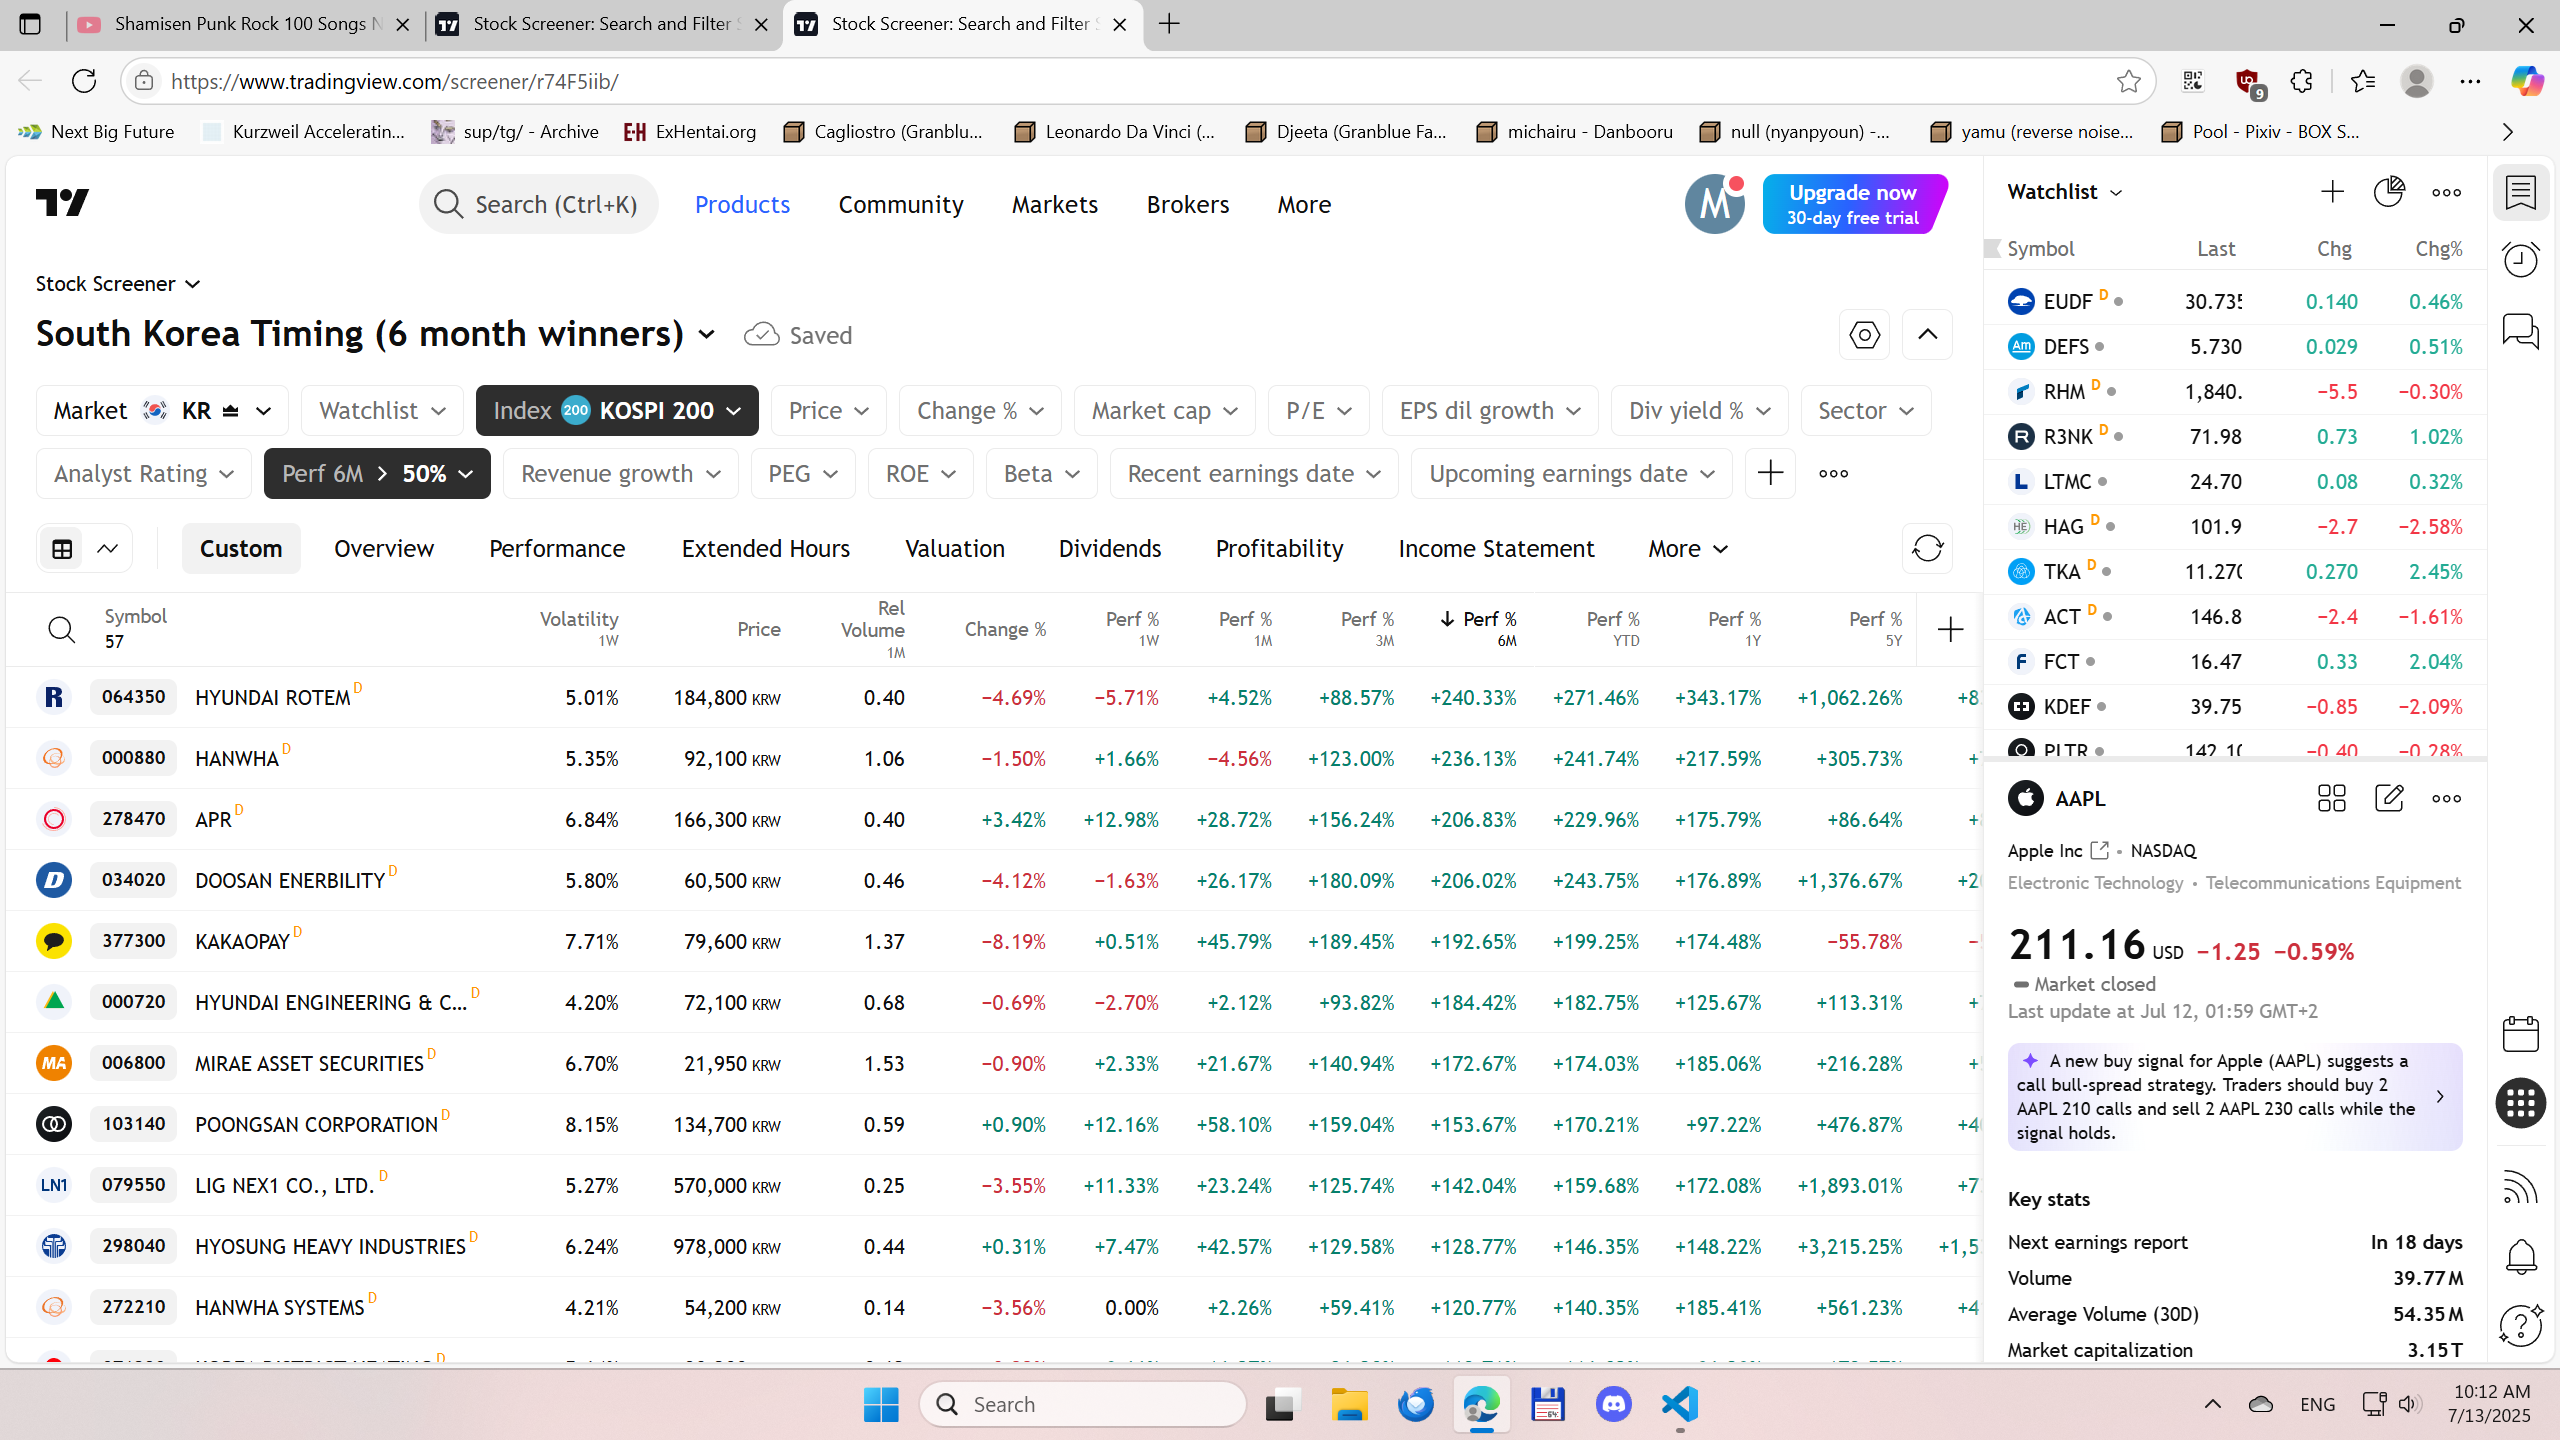 Shamisen Punk Rock 100 Songs N
Stock Screener: Search and Filter S
Stock Screener: Search and Filter S
https://www.tradingview.com/screener/r74F5iib/
9
Next Big Future
Kurzweil Acceleratin...
sup/tg/ - Archive
E-H ExHentai.org
Cagliostro (Granblu...
Leonardo Da Vinci (...
Djeeta (Granblue Fa...
michairu - Danbooru
null (nyanpyoun) -...
yamu (reverse noise...
Pool - Pixiv - BOX S...
Search (Ctrl+K)
Products
Community
Markets
Brokers
More
M
Upgrade now
30-day free trial
Stock Screener
South Korea Timing (6 month winners)
Saved
Market KR
Watchlist
Index 200 KOSPI 200
Price
Change %
Market cap
P/E
EPS dil growth
Div yield %
Sector
Analyst Rating
Perf 6M > 50%
Revenue growth
PEG
ROE
Beta
Recent earnings date
Upcoming earnings date
Custom
Overview
Performance
Extended Hours
Valuation
Dividends
Profitability
Income Statement
More
Symbol 57
Volatility 1W
Price
Rel Volume 1M
Change %
Perf % 1W
Perf % 1M
Perf % 3M
↓ Perf % 6M
Perf % YTD
Perf % 1Y
Perf % 5Y
R 064350 HYUNDAI ROTEM D 5.01% 184,800 KRW 0.40 −4.69% −5.71% +4.52% +88.57% +240.33% +271.46% +343.17% +1,062.26%
000880 HANWHA D 5.35% 92,100 KRW 1.06 −1.50% +1.66% −4.56% +123.00% +236.13% +241.74% +217.59% +305.73%
278470 APR D 6.84% 166,300 KRW 0.40 +3.42% +12.98% +28.72% +156.24% +206.83% +229.96% +175.79% +86.64%
D 034020 DOOSAN ENERBILITY D 5.80% 60,500 KRW 0.46 −4.12% −1.63% +26.17% +180.09% +206.02% +243.75% +176.89% +1,376.67%
377300 KAKAOPAY D 7.71% 79,600 KRW 1.37 −8.19% +0.51% +45.79% +189.45% +192.65% +199.25% +174.48% −55.78%
000720 HYUNDAI ENGINEERING & C... D 4.20% 72,100 KRW 0.68 −0.69% −2.70% +2.12% +93.82% +184.42% +182.75% +125.67% +113.31%
MA 006800 MIRAE ASSET SECURITIES D 6.70% 21,950 KRW 1.53 −0.90% +2.33% +21.67% +140.94% +172.67% +174.03% +185.06% +216.28%
103140 POONGSAN CORPORATION D 8.15% 134,700 KRW 0.59 +0.90% +12.16% +58.10% +159.04% +153.67% +170.21% +97.22% +476.87%
LN1 079550 LIG NEX1 CO., LTD. D 5.27% 570,000 KRW 0.25 −3.55% +11.33% +23.24% +125.74% +142.04% +159.68% +172.08% +1,893.01%
298040 HYOSUNG HEAVY INDUSTRIES D 6.24% 978,000 KRW 0.44 +0.31% +7.47% +42.57% +129.58% +128.77% +146.35% +148.22% +3,215.25%
272210 HANWHA SYSTEMS D 4.21% 54,200 KRW 0.14 −3.56% 0.00% +2.26% +59.41% +120.77% +140.35% +185.41% +561.23%
Watchlist
Symbol Last Chg Chg%
EUDF D 30.735 0.140 0.46%
Am DEFS 5.730 0.029 0.51%
RHM D 1,840. −5.5 −0.30%
R R3NK D 71.98 0.73 1.02%
L LTMC 24.70 0.08 0.32%
HE HAG D 101.9 −2.7 −2.58%
TKA D 11.270 0.270 2.45%
ACT D 146.8 −2.4 −1.61%
F FCT 16.47 0.33 2.04%
KDEF 39.75 −0.85 −2.09%
PLTR 142.10 −0.40 −0.28%
AAPL
Apple Inc • NASDAQ
Electronic Technology • Telecommunications Equipment
211.16 USD −1.25 −0.59%
Market closed
Last update at Jul 12, 01:59 GMT+2
A new buy signal for Apple (AAPL) suggests a
call bull-spread strategy. Traders should buy 2
AAPL 210 calls and sell 2 AAPL 230 calls while the
signal holds.
Key stats
Next earnings report In 18 days
Volume 39.77 M
Average Volume (30D) 54.35 M
Market capitalization 3.15 T
Search
ENG
10:12 AM
7/13/2025